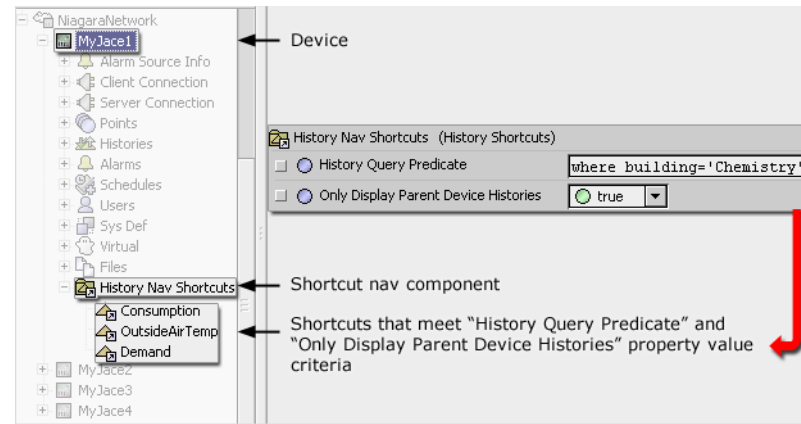 NiagaraNetwork
MyJace1
Alarm Source Info
Client Connection
Server Connection
Points
Histories
Alarms
Schedules
Users
Sys Def
Virtual
Files
History Nav Shortcuts
Consumption
OutsideAirTemp
Demand
MyJace2
MyJace3
MyJace4
Device
History Nav Shortcuts (History Shortcuts)
History Query Predicate where building='Chemistry'
Only Display Parent Device Histories true
Shortcut nav component
Shortcuts that meet “History Query Predicate” and
“Only Display Parent Device Histories” property value
criteria